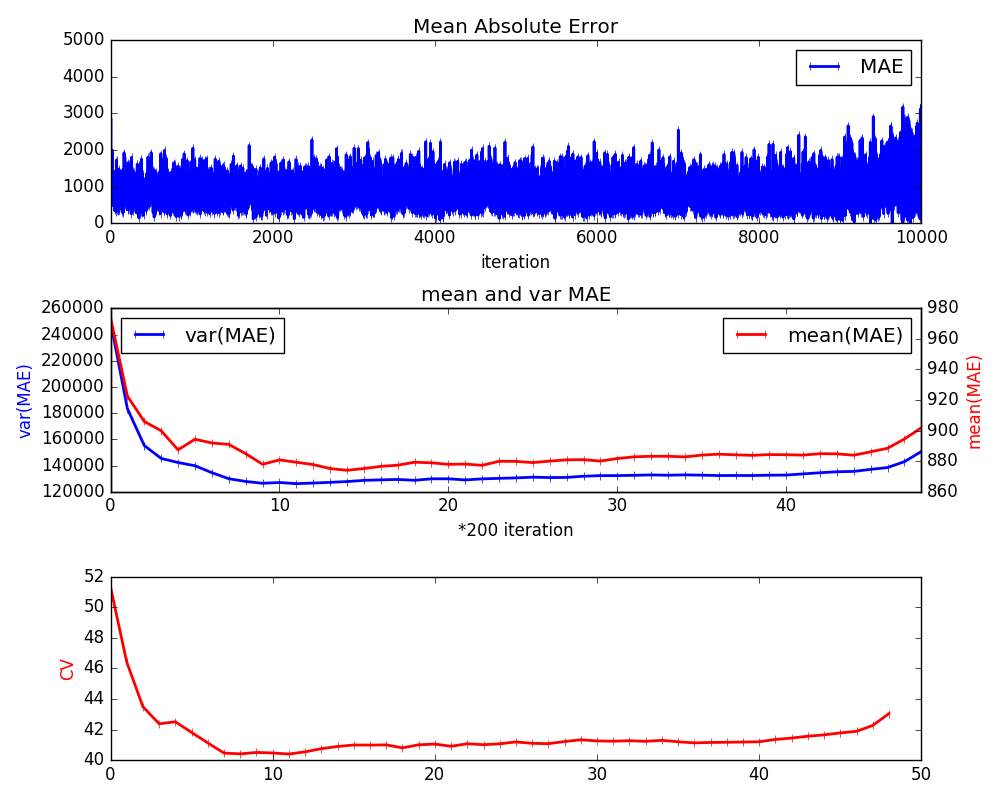 Mean Absolute Error
5000
4000
3000
2000
1000
0
MAE
0 2000 4000 6000 8000 10000
iteration
mean and var MAE
260000
240000
220000
200000
180000
160000
140000
120000
var(MAE)
var(MAE)
mean(MAE)
980
960
940
920
900
880
860
mean(MAE)
0 10 20 30 40
*200 iteration
52
50
48
46
44
42
40
CV
0 10 20 30 40 50